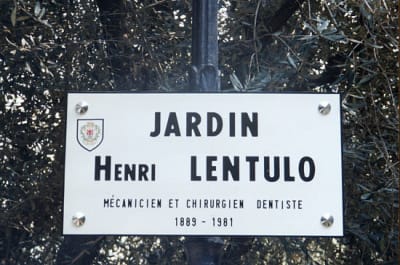 JARDIN
HENRI LENTULO
MÉCANICIEN ET CHIRURGIEN DENTISTE
1889 - 1981